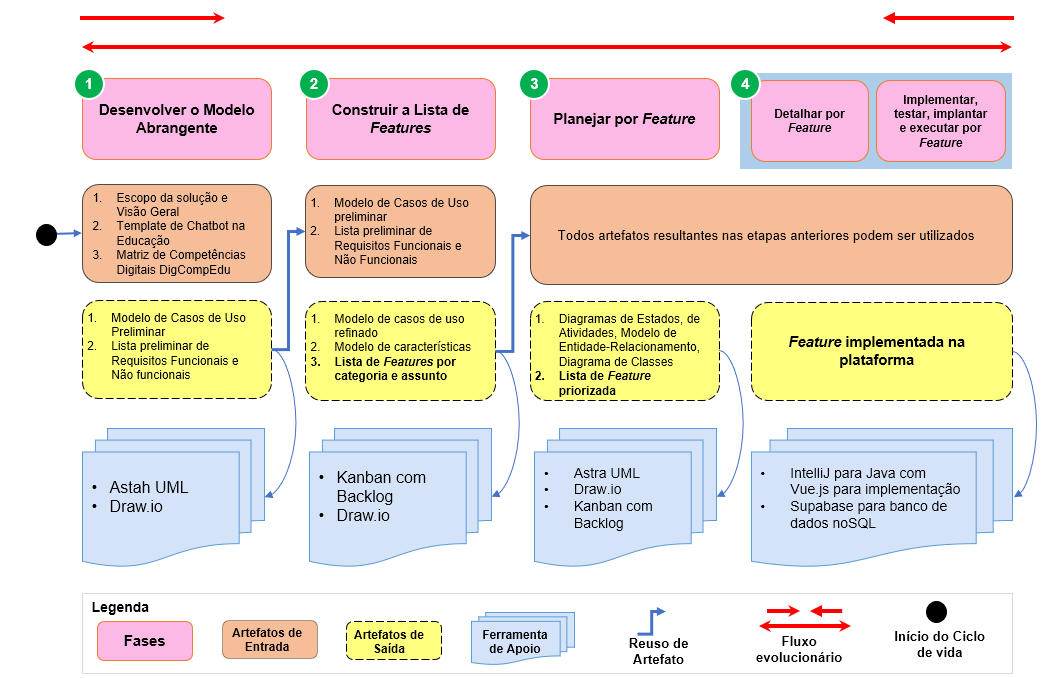 1
Desenvolver o Modelo
Abrangente
2
Construir a Lista de
Features
3
Planejar por Feature
4
Detalhar por
Feature
Implementar,
testar, implantar
e executar por
Feature
1. Escopo da solução e
Visão Geral
2. Template de Chatbot na
Educação
3. Matriz de Competências
Digitais DigCompEdu
1. Modelo de Casos de Uso
preliminar
2. Lista preliminar de
Requisitos Funcionais e
Não Funcionais
Todos artefatos resultantes nas etapas anteriores podem ser utilizados
1. Modelo de Casos de Uso
Preliminar
2. Lista preliminar de
Requisitos Funcionais e
Não funcionais
1. Modelo de casos de uso
refinado
2. Modelo de características
3. Lista de Features por
categoria e assunto
1. Diagramas de Estados, de
Atividades, Modelo de
Entidade-Relacionamento,
Diagrama de Classes
2. Lista de Feature
priorizada
Feature implementada na
plataforma
• Astah UML
• Draw.io
• Kanban com
Backlog
• Draw.io
• Astra UML
• Draw.io
• Kanban com
Backlog
• IntelliJ para Java com
Vue.js para implementação
• Supabase para banco de
dados noSQL
Legenda
Fases
Artefatos de
Entrada
Artefatos de
Saída
Ferramenta
de Apoio
Reuso de
Artefato
Fluxo
evolucionário
Início do Ciclo
de vida